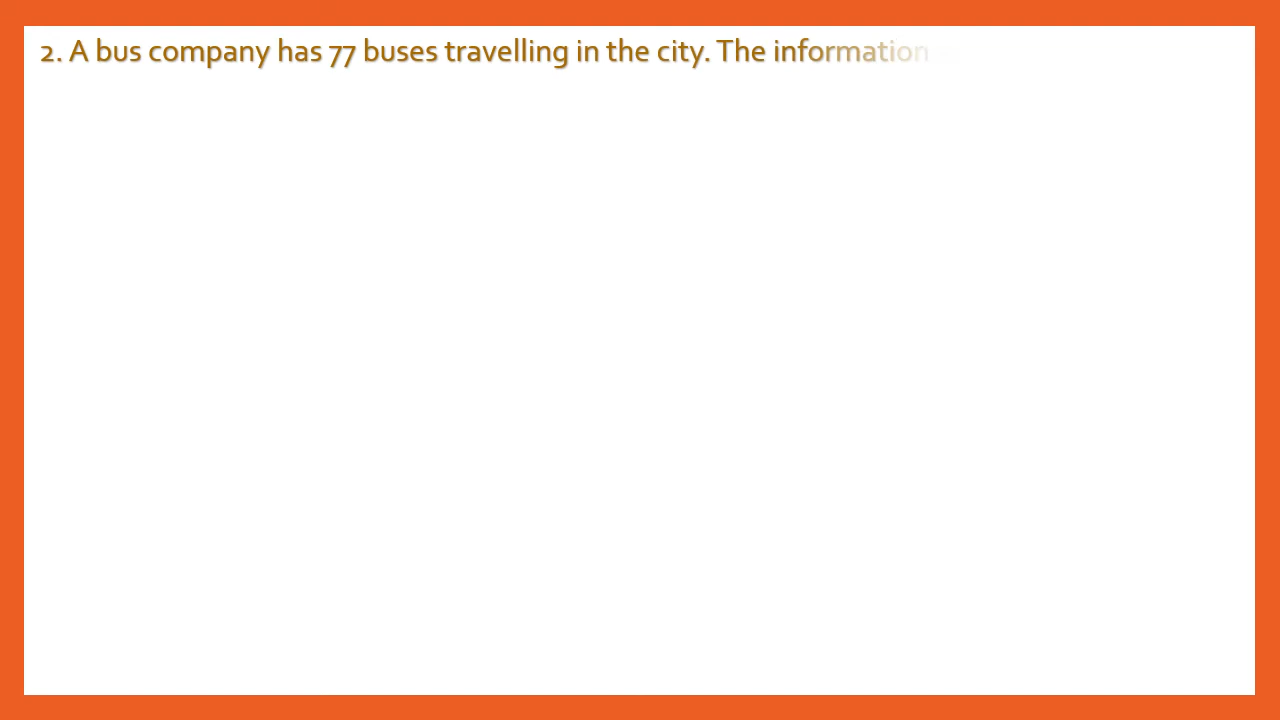 2. A bus company has 77 buses travelling in the city. The information